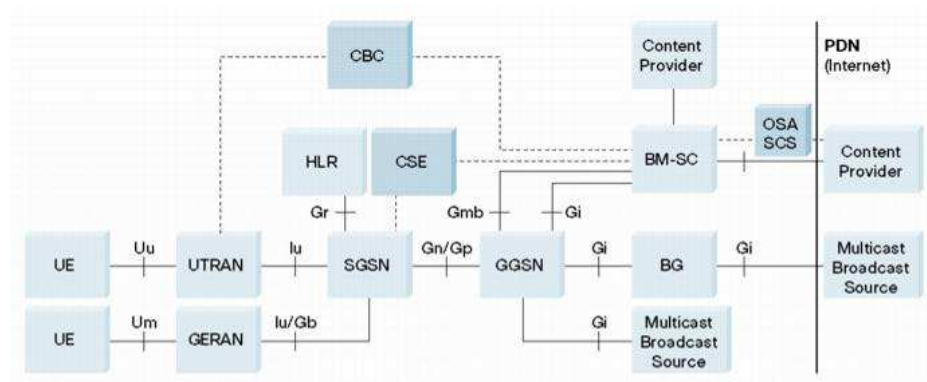 CBC
Content
Provider
PDN
(Internet)
OSA
SCS
HLR
CSE
BM-SC
Content
Provider
Gr
Gmb
Gi
UE
Uu
UTRAN
Iu
SGSN
Gn/Gp
GGSN
Gi
BG
Gi
Multicast
Broadcast
Source
UE
Um
GERAN
Iu/Gb
Gi
Multicast
Broadcast
Source